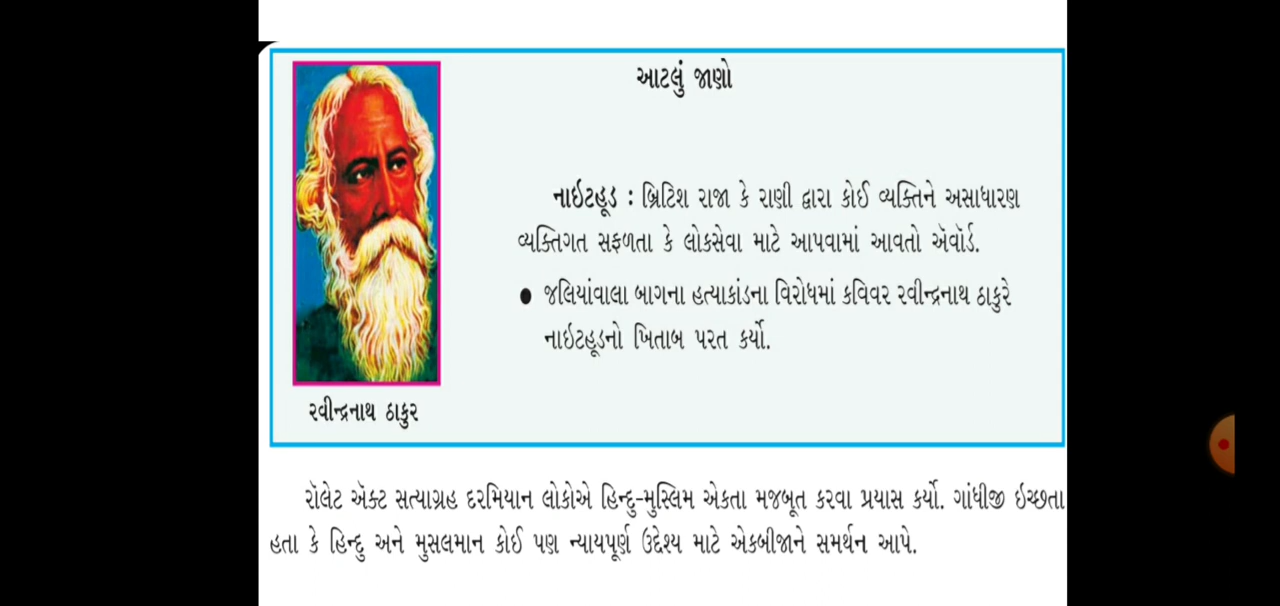 આટલું જાણો
નાઇટહૂડ : બ્રિટિશ રાજા કે રાણી દ્વારા કોઈ વ્યક્તિને અસાધારણ
વ્યક્તિગત સફળતા કે લોકસેવા માટે આપવામાં આવતો ઍવૉર્ડ.
● જલિયાંવાલા બાગના હત્યાકાંડના વિરોધમાં કવિવર રવીન્દ્રનાથ ઠાકુરે
નાઇટહૂડનો ખિતાબ પરત કર્યો.
રવીન્દ્રનાથ ઠાકુર
રૉલેટ ઍક્ટ સત્યાગ્રહ દરમિયાન લોકોએ હિન્દુ-મુસ્લિમ એકતા મજબૂત કરવા પ્રયાસ કર્યો. ગાંધીજી ઇચ્છતા
હતા કે હિન્દુ અને મુસલમાન કોઈ પણ ન્યાયપૂર્ણ ઉદ્દેશ્ય માટે એકબીજાને સમર્થન આપે.